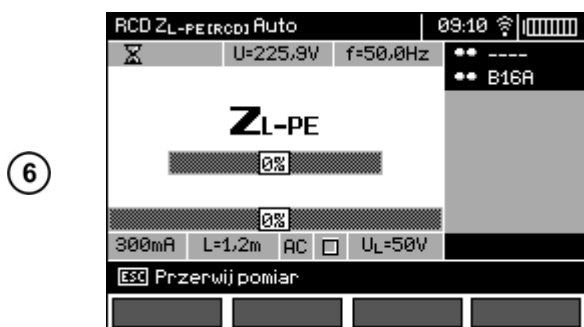 RCD ZL-PE[RCD] Auto 09:10
U=225,9V f=50,0Hz ----
B16A
ZL-PE
0%
6
0%
300mA L=1,2m AC UL=50V
ESC Przerwij pomiar